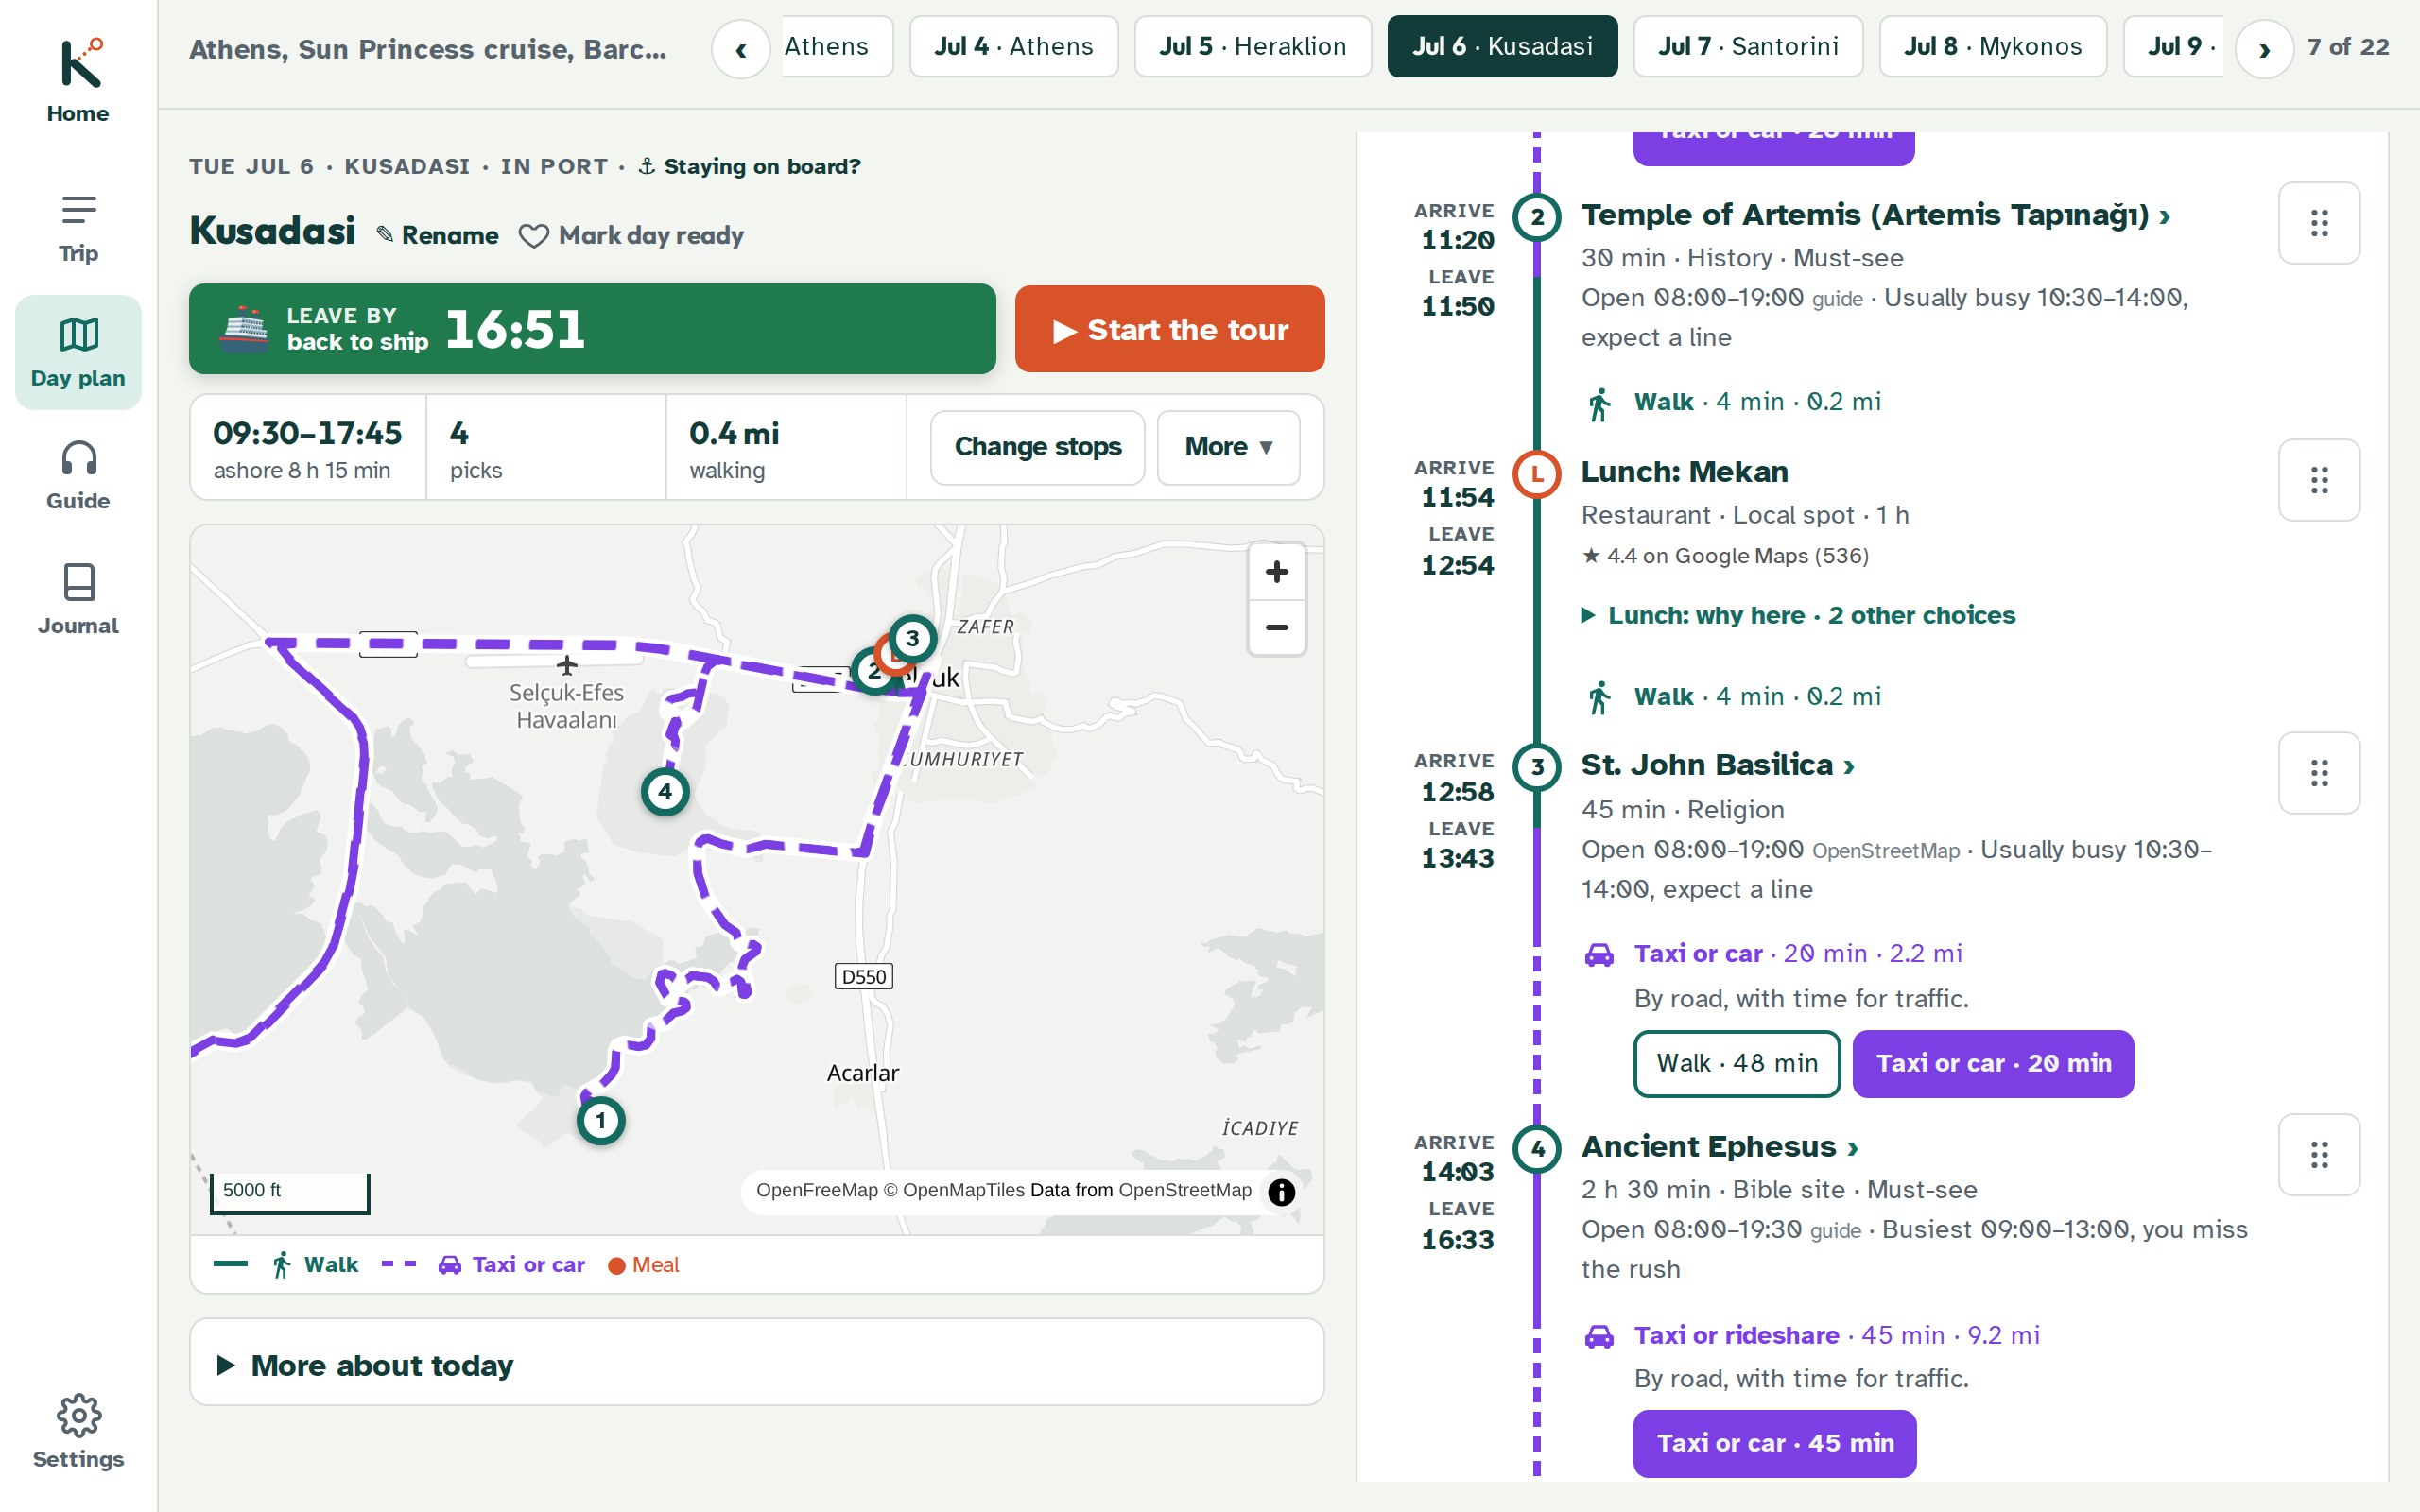 Home
Trip
Day plan
Guide
Journal
Settings
Athens, Sun Princess cruise, Barc...
‹
Athens
Jul 4 · Athens
Jul 5 · Heraklion
Jul 6 · Kusadasi
Jul 7 · Santorini
Jul 8 · Mykonos
Jul 9 ·
›
7 of 22
TUE JUL 6 · KUSADASI · IN PORT · ⚓ Staying on board?
Kusadasi ✎ Rename Mark day ready
LEAVE BY
back to ship
16:51
▶ Start the tour
09:30–17:45
ashore 8 h 15 min
4
picks
0.4 mi
walking
Change stops
More ▼
+
−
ZAFER
3
2
Selçuk-Efes
Havaalanı
4
D550
Acarlar
1
İCADIYE
5000 ft
OpenFreeMap © OpenMapTiles Data from OpenStreetMap
Walk
Taxi or car
Meal
▶ More about today
Taxi or car · 28 min
ARRIVE
11:20
LEAVE
11:50
2
Temple of Artemis (Artemis Tapınağı) ›
30 min · History · Must-see
Open 08:00–19:00 guide · Usually busy 10:30–14:00,
expect a line
Walk · 4 min · 0.2 mi
ARRIVE
11:54
LEAVE
12:54
L
Lunch: Mekan
Restaurant · Local spot · 1 h
★ 4.4 on Google Maps (536)
▶ Lunch: why here · 2 other choices
Walk · 4 min · 0.2 mi
ARRIVE
12:58
LEAVE
13:43
3
St. John Basilica ›
45 min · Religion
Open 08:00–19:00 OpenStreetMap · Usually busy 10:30–
14:00, expect a line
Taxi or car · 20 min · 2.2 mi
By road, with time for traffic.
Walk · 48 min
Taxi or car · 20 min
ARRIVE
14:03
LEAVE
16:33
4
Ancient Ephesus ›
2 h 30 min · Bible site · Must-see
Open 08:00–19:30 guide · Busiest 09:00–13:00, you miss
the rush
Taxi or rideshare · 45 min · 9.2 mi
By road, with time for traffic.
Taxi or car · 45 min